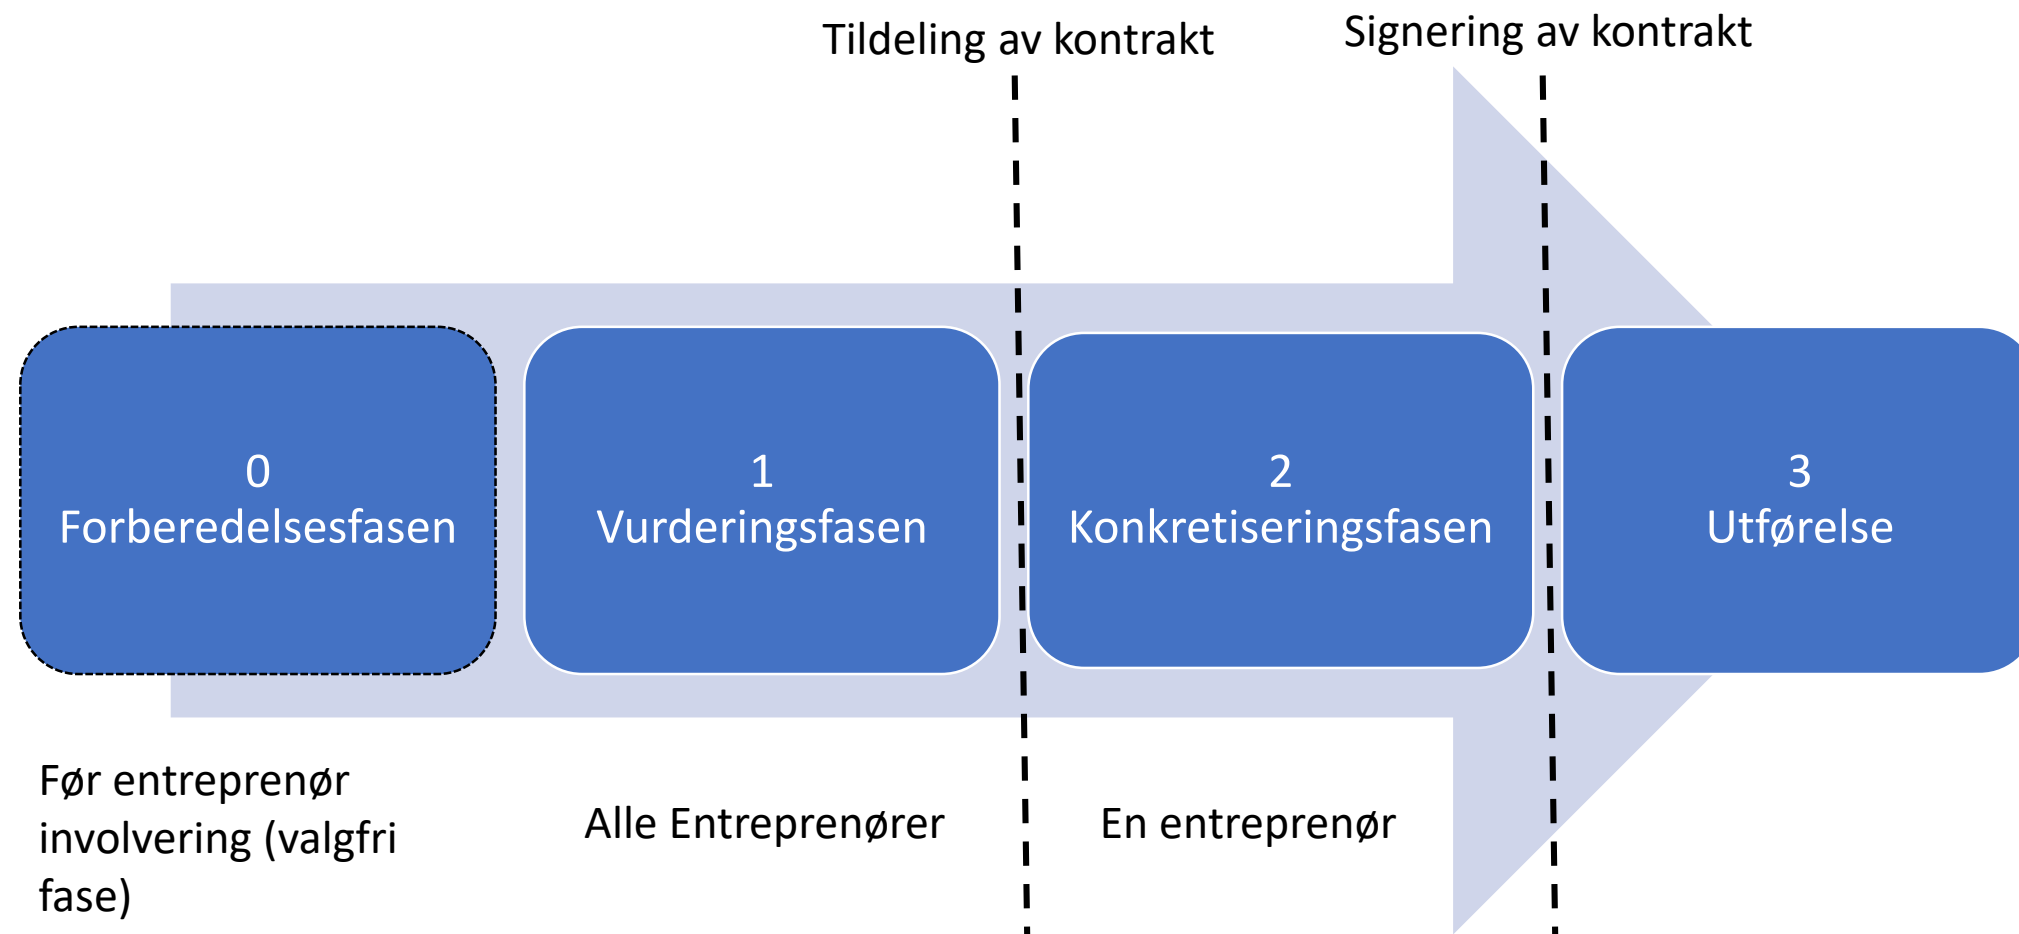 Tildeling av kontrakt
Signering av kontrakt
0
Forberedelsesfasen
1
Vurderingsfasen
2
Konkretiseringsfasen
3
Utførelse
Før entreprenør
involvering (valgfri
fase)
Alle Entreprenører
En entreprenør